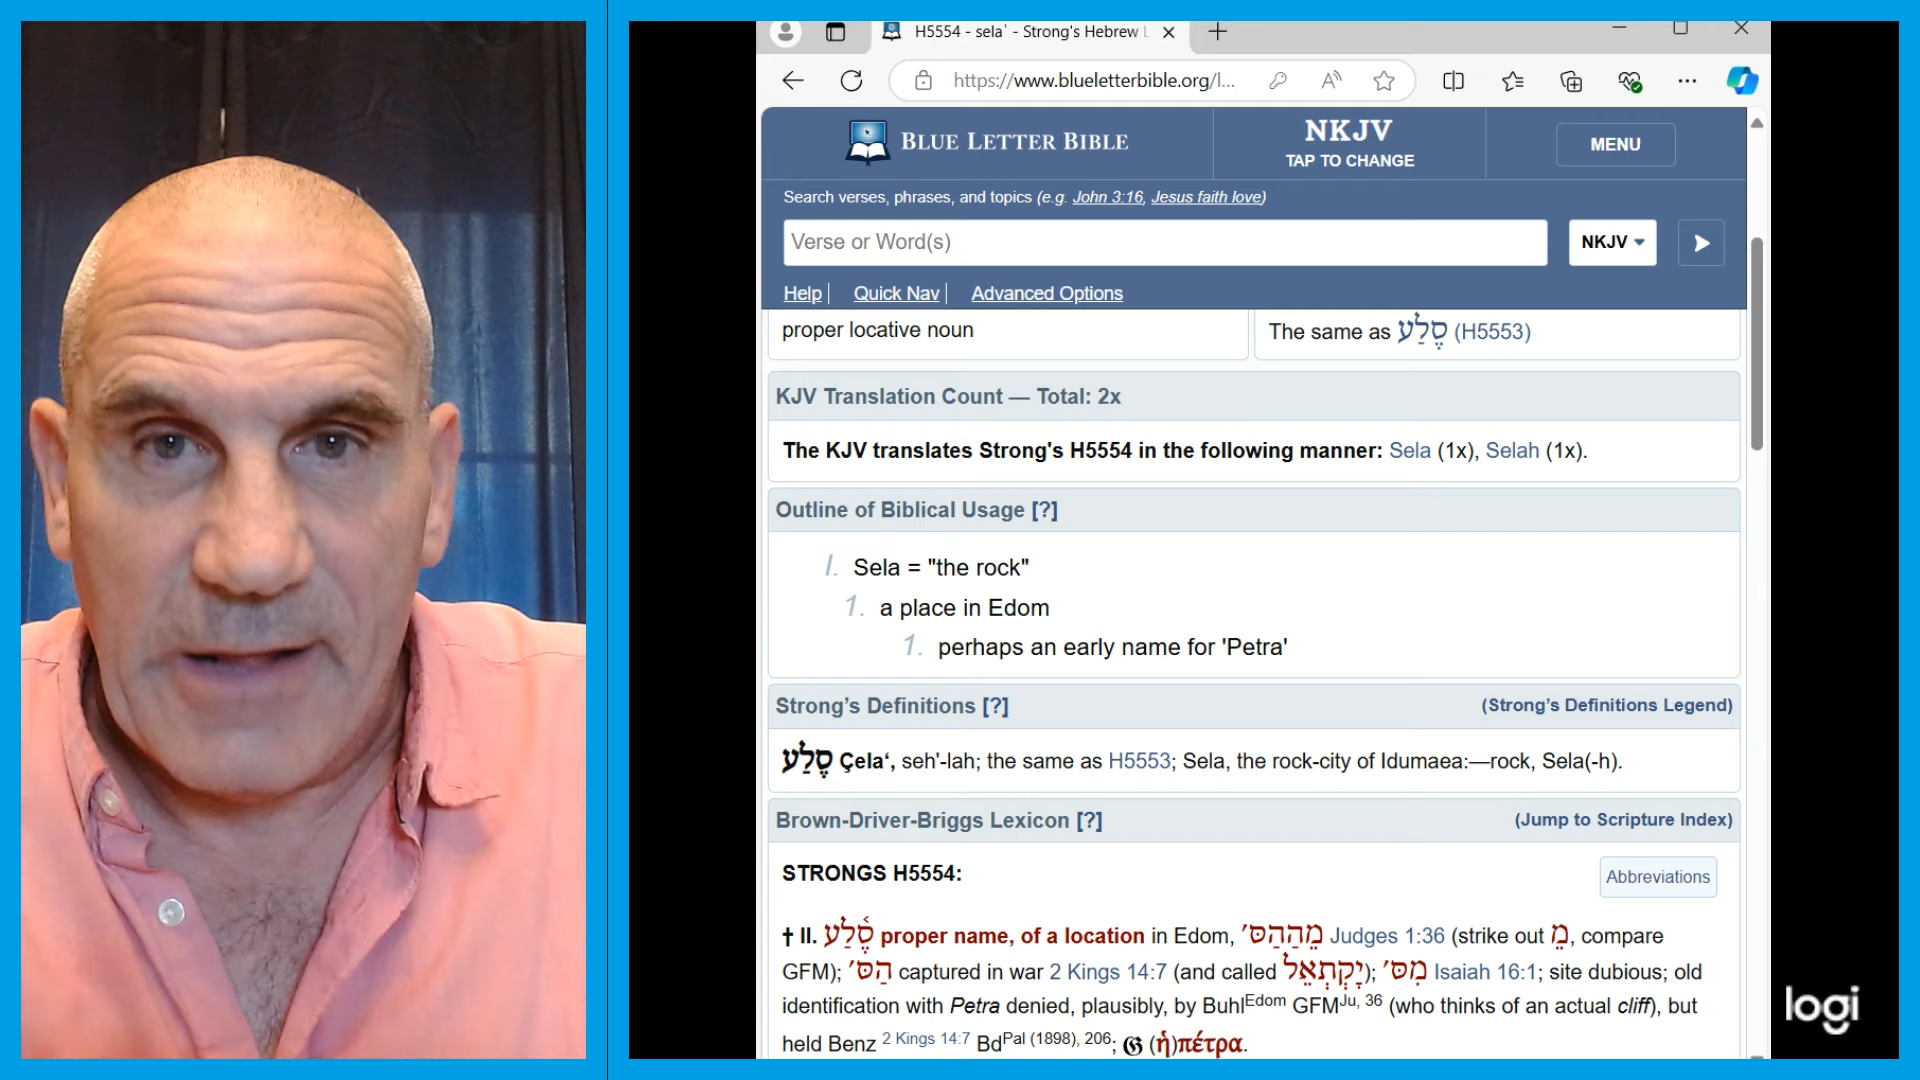 H5554 - sela' - Strong's Hebrew L
https://www.blueletterbible.org/l...
BLUE LETTER BIBLE
NKJV
TAP TO CHANGE
MENU
Search verses, phrases, and topics (e.g. John 3:16, Jesus faith love)
Verse or Word(s)
NKJV
Help | Quick Nav | Advanced Options
proper locative noun
The same as סֶלַע (H5553)
KJV Translation Count — Total: 2x
The KJV translates Strong's H5554 in the following manner: Sela (1x), Selah (1x).
Outline of Biblical Usage [?]
I. Sela = "the rock"
1. a place in Edom
1. perhaps an early name for 'Petra'
Strong's Definitions [?]
(Strong's Definitions Legend)
סֶלַע Çelaʻ, seh'-lah; the same as H5553; Sela, the rock-city of Idumaea:—rock, Sela(-h).
Brown-Driver-Briggs Lexicon [?]
(Jump to Scripture Index)
STRONGS H5554:
Abbreviations
† II. סֶ֫לַע proper name, of a location in Edom, מֵהַהַסּ׳ Judges 1:36 (strike out מֵ, compare
GFM); הַסּ׳ captured in war 2 Kings 14:7 (and called יָקְתְאֵל); מִסּ׳ Isaiah 16:1; site dubious; old
identification with Petra denied, plausibly, by Buhl Edom GFM Ju, 36 (who thinks of an actual cliff), but
held Benz 2 Kings 14:7 Bd Pal (1898), 206; 𝔊 (ἡ)πέτρα.
logi